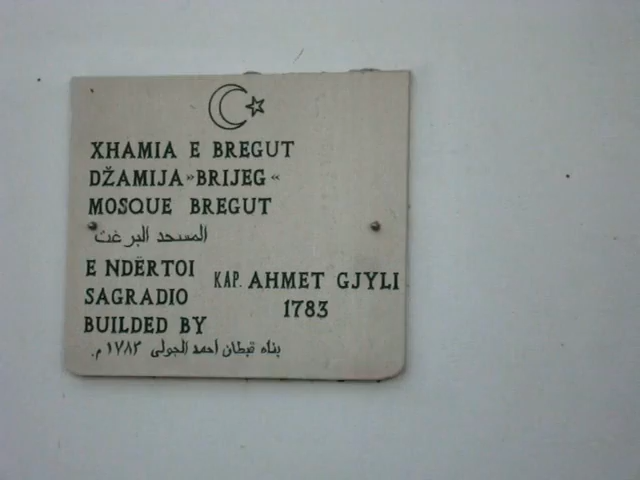 XHAMIA E BREGUT
DŽAMIJA »BRIJEG«
MOSQUE BREGUT
المسجد البرغت
E NDËRTOI
SAGRADIO
BUILDED BY
KAP. AHMET GJYLI
1783
بناه قبطان احمد الجولي ١٧٨٣ م.